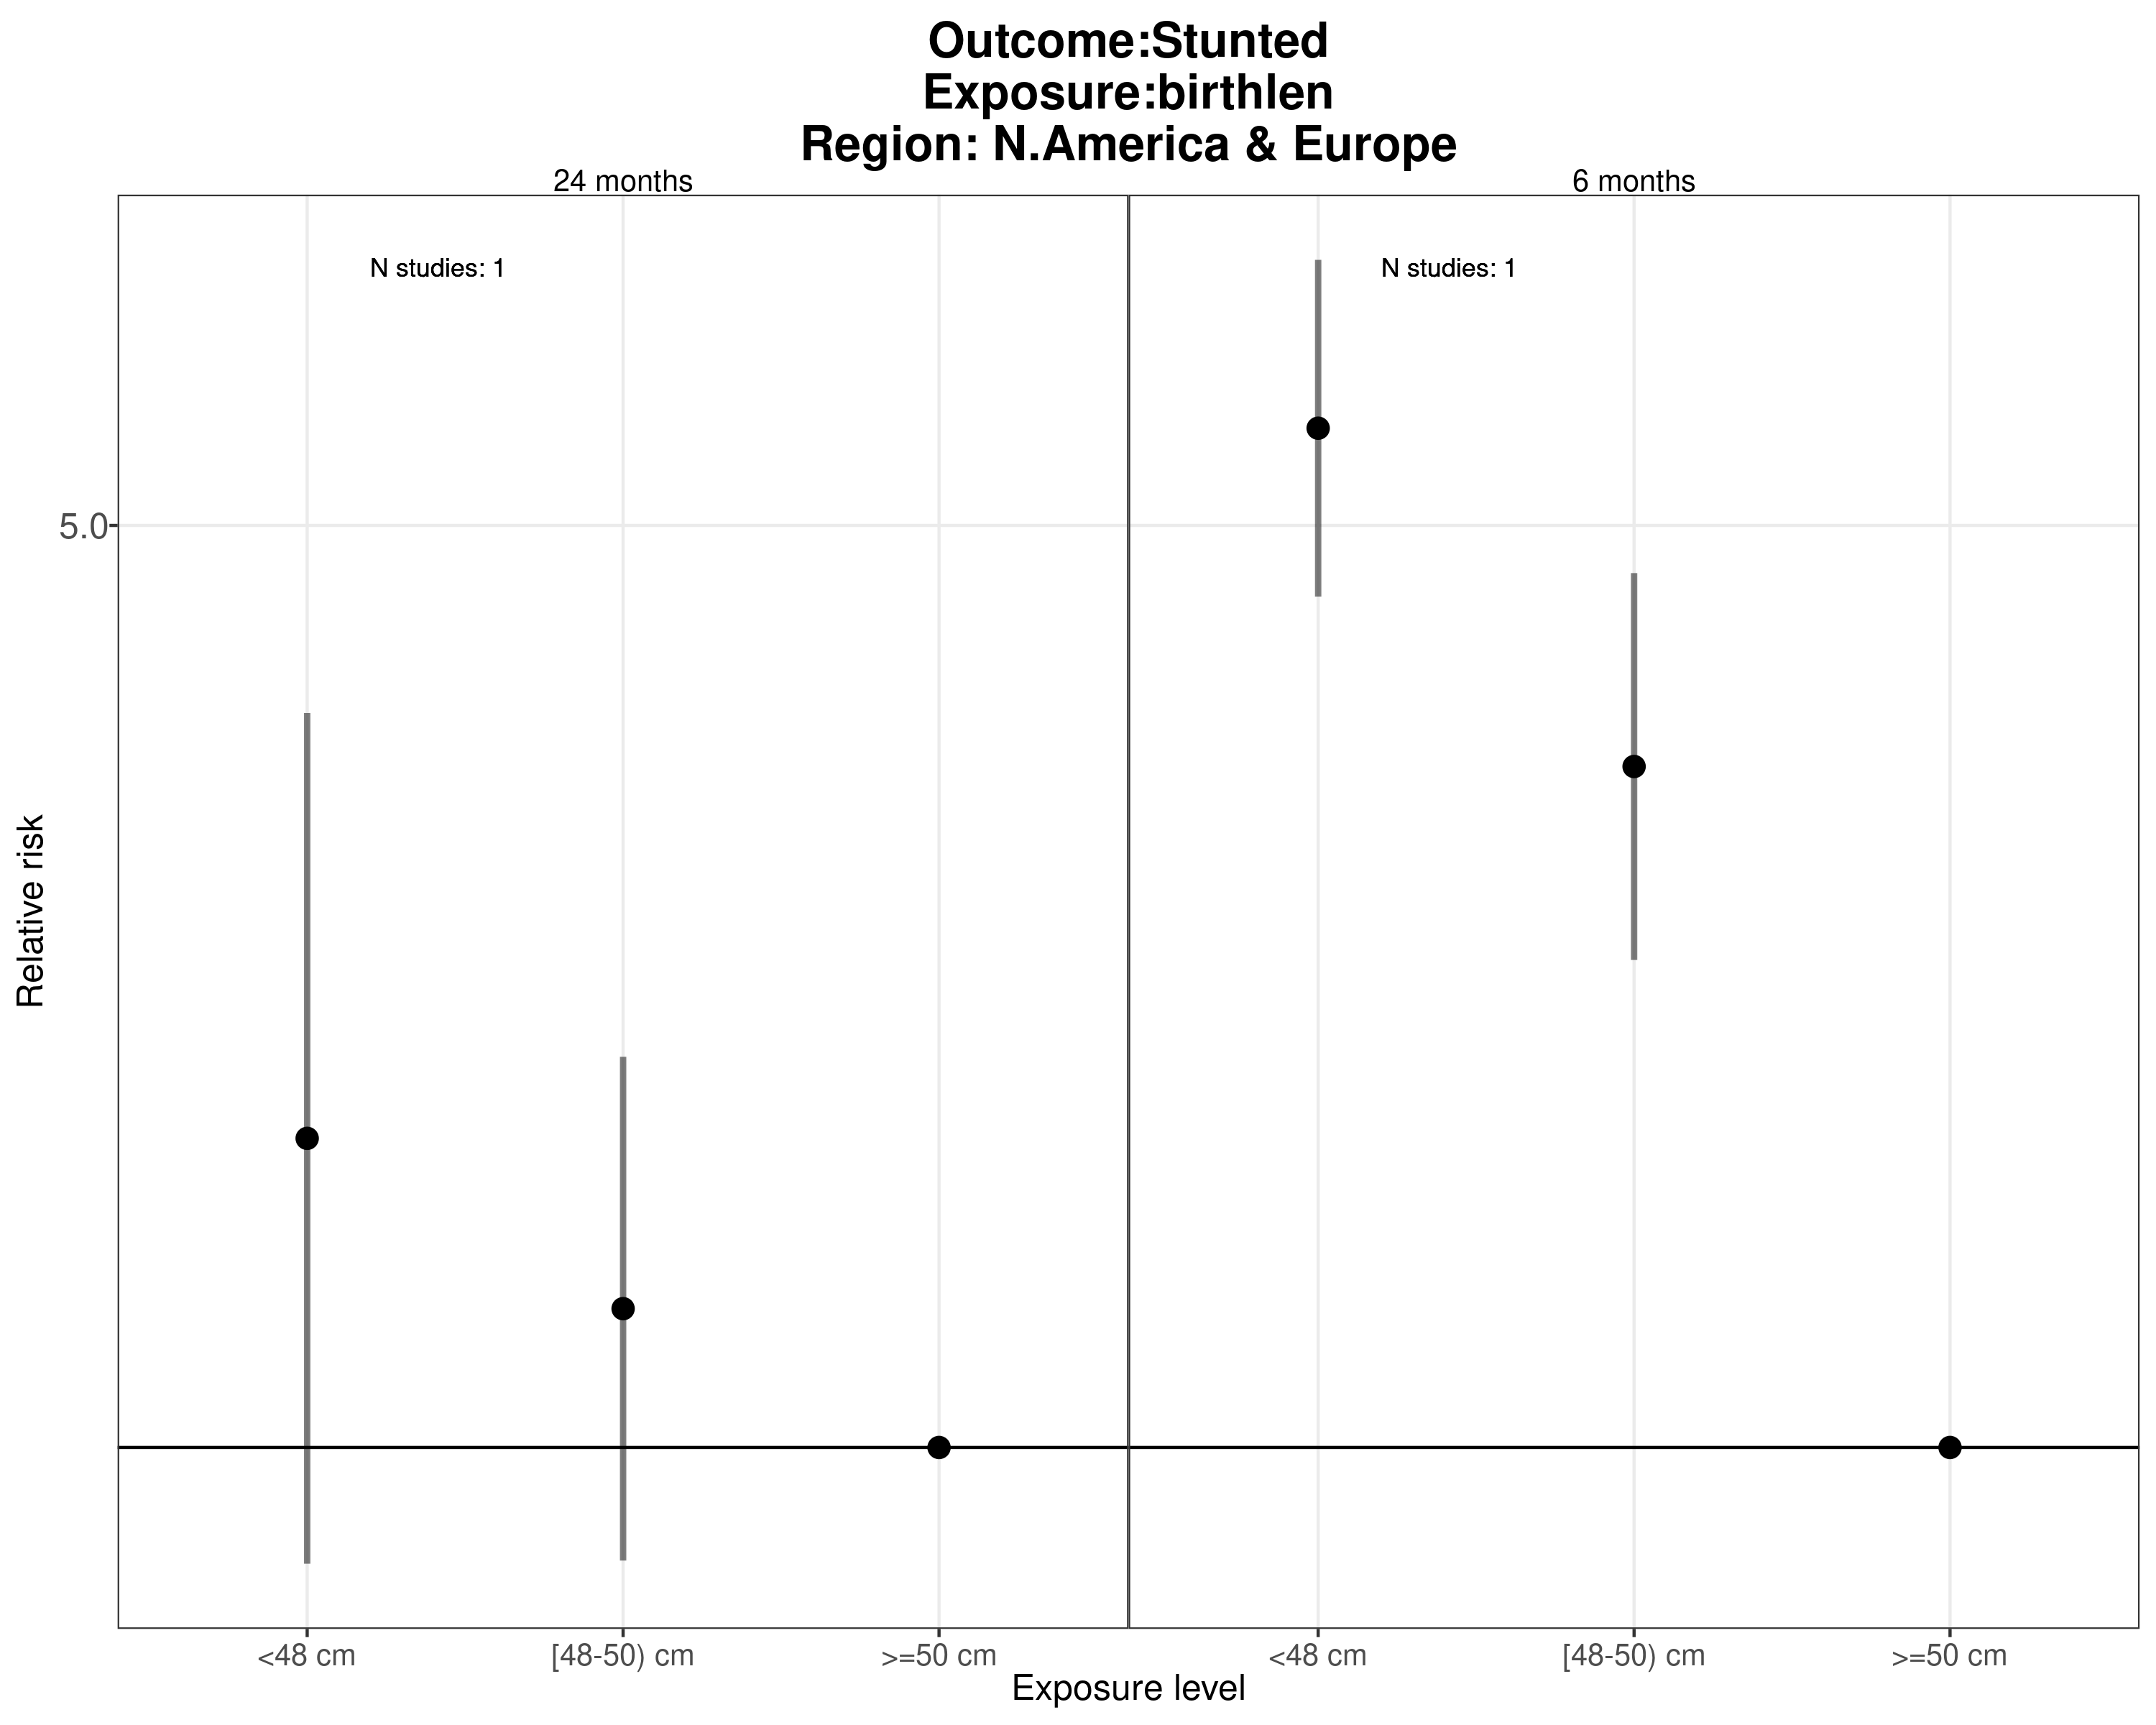 Outcome:Stunted
Exposure:birthlen
Region: N.America & Europe
24 months
6 months
N studies: 1
N studies: 1
5.0
Relative risk
<48 cm
[48-50) cm
>=50 cm
<48 cm
[48-50) cm
>=50 cm
Exposure level